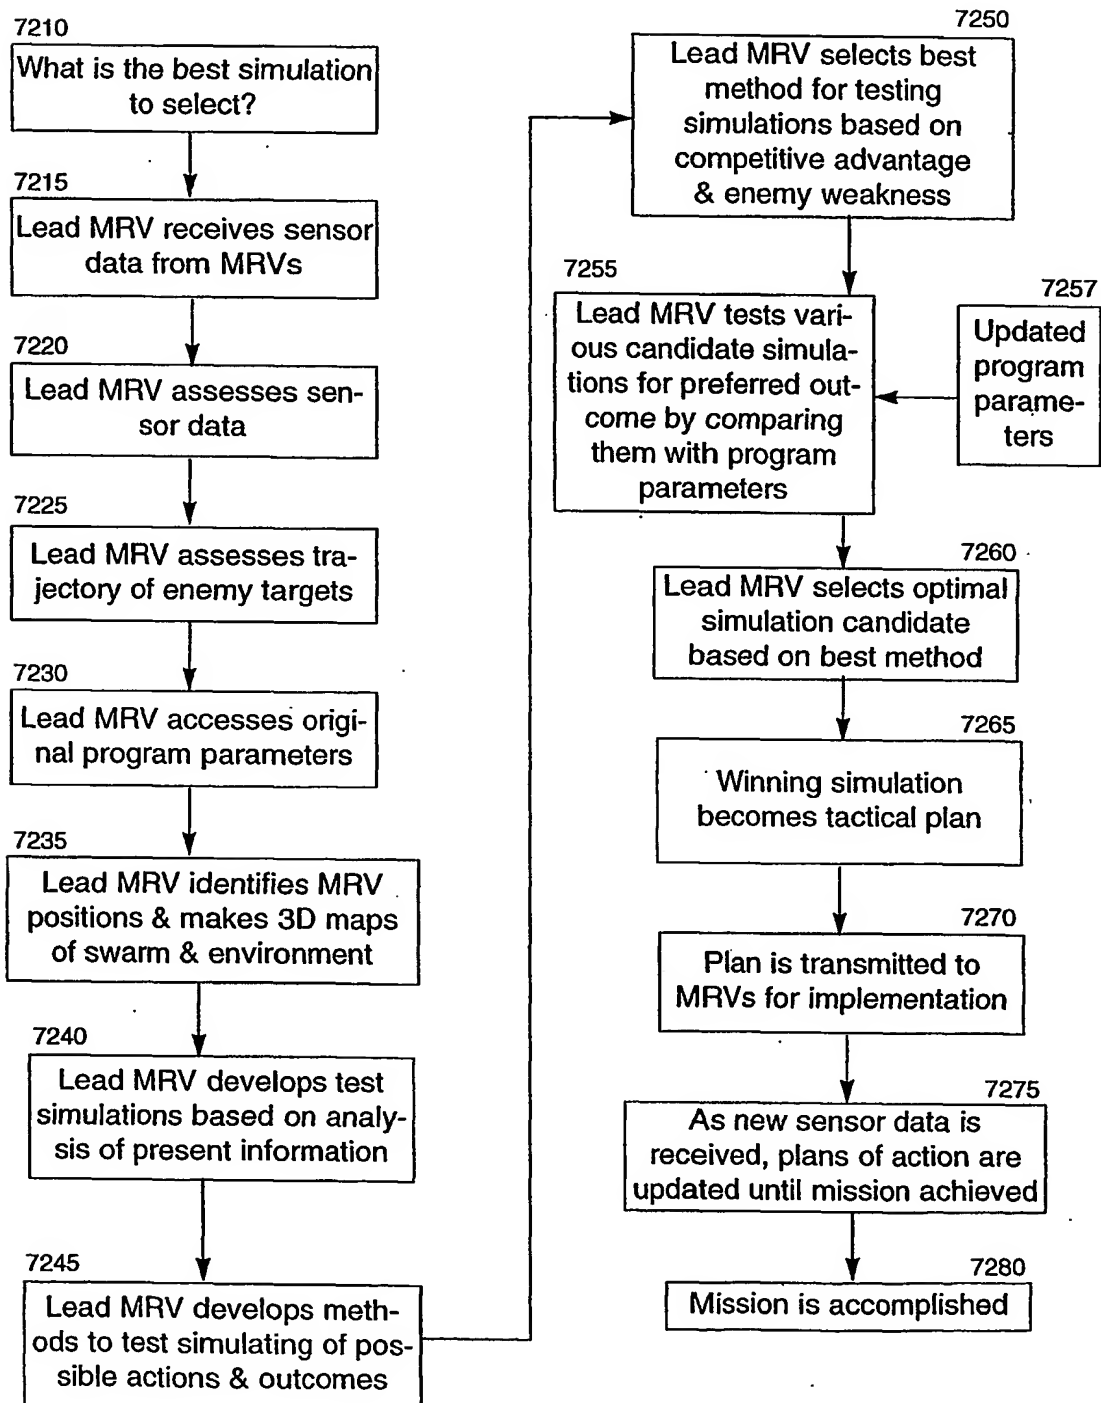 7210
What is the best simulation
to select?
7215
Lead MRV receives sensor
data from MRVs
7220
Lead MRV assesses sen-
sor data
7225
Lead MRV assesses tra-
jectory of enemy targets
7230
Lead MRV accesses origi-
nal program parameters
7235
Lead MRV identifies MRV
positions & makes 3D maps
of swarm & environment
7240
Lead MRV develops test
simulations based on analy-
sis of present information
7245
Lead MRV develops meth-
ods to test simulating of pos-
sible actions & outcomes
7250
Lead MRV selects best
method for testing
simulations based on
competitive advantage
& enemy weakness
7255
Lead MRV tests vari-
ous candidate simula-
tions for preferred out-
come by comparing
them with program
parameters
7257
Updated
program
parame-
ters
7260
Lead MRV selects optimal
simulation candidate
based on best method
7265
Winning simulation
becomes tactical plan
7270
Plan is transmitted to
MRVs for implementation
7275
As new sensor data is
received, plans of action are
updated until mission achieved
7280
Mission is accomplished